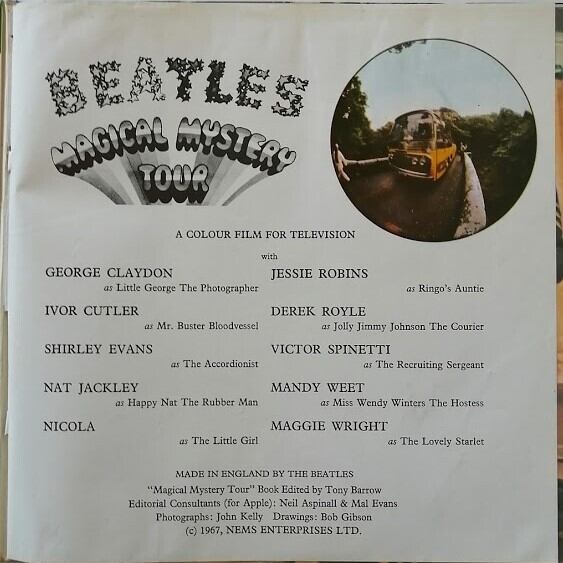 BEATLES
MAGICAL MYSTERY
TOUR
A COLOUR FILM FOR TELEVISION
with
GEORGE CLAYDON
as Little George The Photographer
JESSIE ROBINS
as Ringo's Auntie
IVOR CUTLER
as Mr. Buster Bloodvessel
DEREK ROYLE
as Jolly Jimmy Johnson The Courier
SHIRLEY EVANS
as The Accordionist
VICTOR SPINETTI
as The Recruiting Sergeant
NAT JACKLEY
as Happy Nat The Rubber Man
MANDY WEET
as Miss Wendy Winters The Hostess
NICOLA
as The Little Girl
MAGGIE WRIGHT
as The Lovely Starlet
MADE IN ENGLAND BY THE BEATLES
"Magical Mystery Tour" Book Edited by Tony Barrow
Editorial Consultants (for Apple): Neil Aspinall & Mal Evans
Photographs: John Kelly Drawings: Bob Gibson
(c) 1967, NEMS ENTERPRISES LTD.